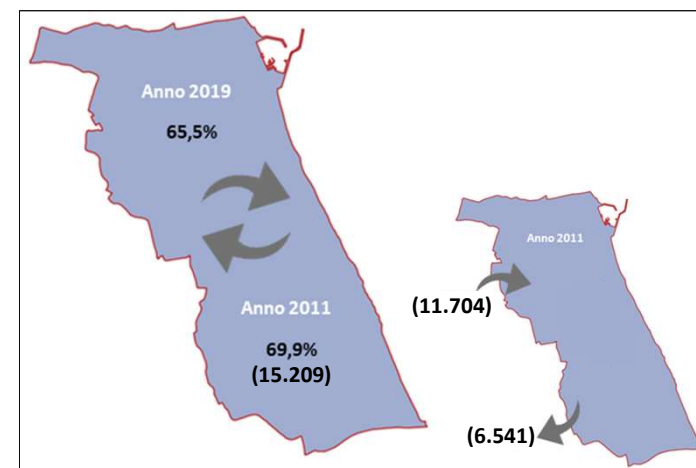 Anno 2019
65,5%
Anno 2011
69,9%
(15.209)
Anno 2011
(11.704)
(6.541)